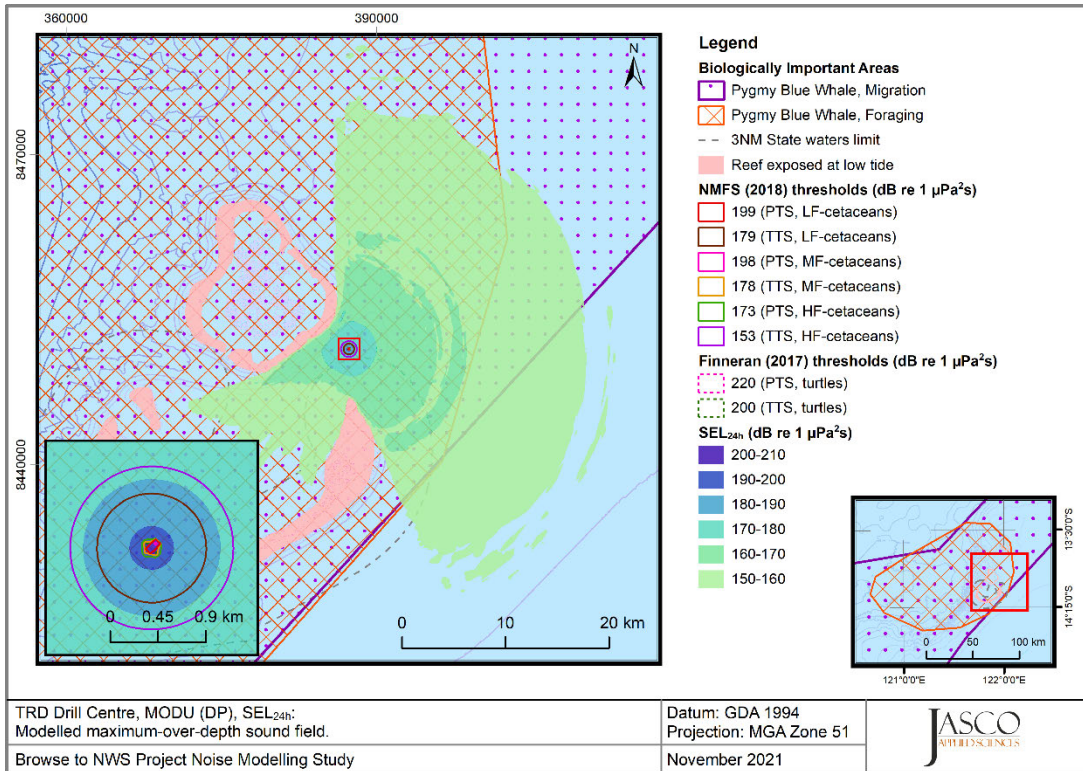 360000
390000
8470000
8440000
N
0
0.45
0.9 km
0
10
20 km
Legend
Biologically Important Areas
Pygmy Blue Whale, Migration
Pygmy Blue Whale, Foraging
3NM State waters limit
Reef exposed at low tide
NMFS (2018) thresholds (dB re 1 µPa²s)
199 (PTS, LF-cetaceans)
179 (TTS, LF-cetaceans)
198 (PTS, MF-cetaceans)
178 (TTS, MF-cetaceans)
173 (PTS, HF-cetaceans)
153 (TTS, HF-cetaceans)
Finneran (2017) thresholds (dB re 1 µPa²s)
220 (PTS, turtles)
200 (TTS, turtles)
SEL₂₄ₕ (dB re 1 µPa²s)
200-210
190-200
180-190
170-180
160-170
150-160
13°30'0"S
14°15'0"S
0
50
100 km
121°0'0"E
122°0'0"E
TRD Drill Centre, MODU (DP), SEL₂₄ₕ:
Modelled maximum-over-depth sound field.
Browse to NWS Project Noise Modelling Study
Datum: GDA 1994
Projection: MGA Zone 51
November 2021
JASCO
APPLIED SCIENCES